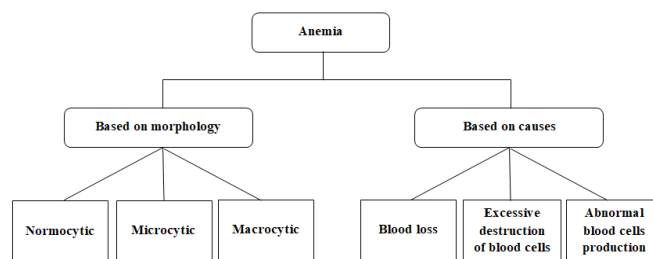 Anemia
Based on morphology
Based on causes
Normocytic
Microcytic
Macrocytic
Blood loss
Excessive
destruction
of blood cells
Abnormal
blood cells
production